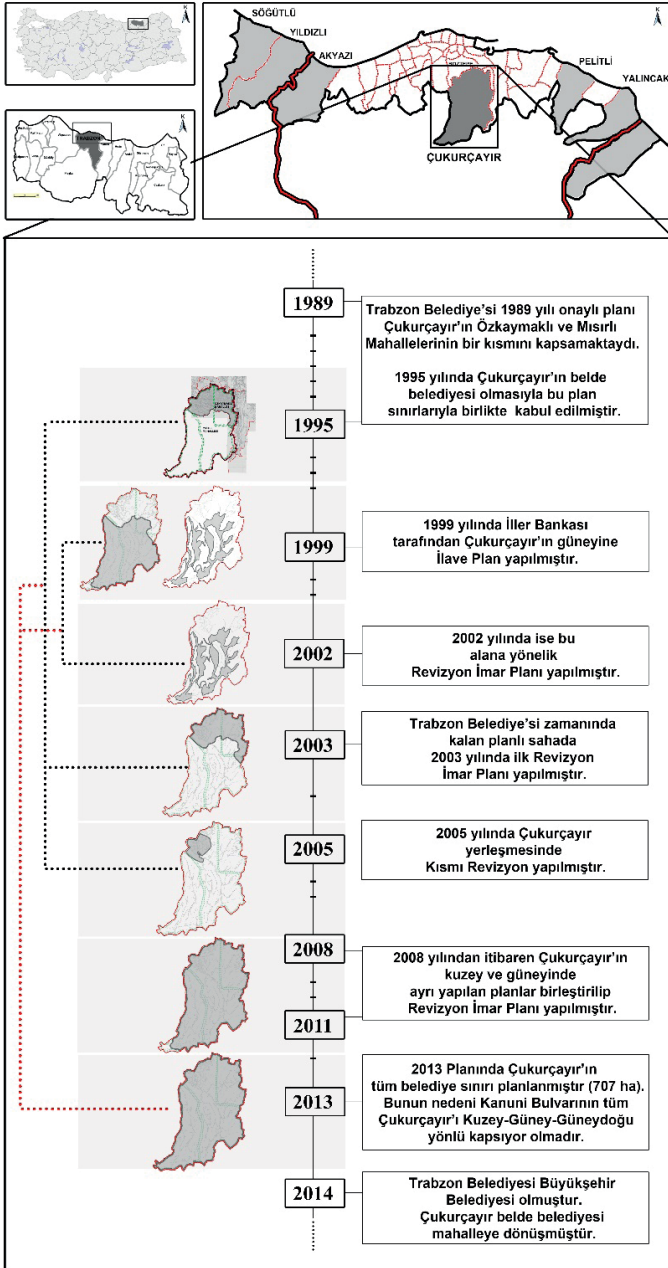 SÖĞÜTLÜ
YILDIZLI
AKYAZI
PELİTLİ
YALINCAK
ÇUKURÇAYIR
TRABZON
1989
Trabzon Belediye'si 1989 yılı onaylı planı
Çukurçayır'ın Özkaymaklı ve Mısırlı
Mahallelerinin bir kısmını kapsamaktaydı.
1995 yılında Çukurçayır'ın belde
belediyesi olmasıyla bu plan
sınırlarıyla birlikte kabul edilmiştir.
1995
1999
1999 yılında İller Bankası
tarafından Çukurçayır'ın güneyine
İlave Plan yapılmıştır.
2002
2002 yılında ise bu
alana yönelik
Revizyon İmar Planı yapılmıştır.
2003
Trabzon Belediye'si zamanında
kalan planlı sahada
2003 yılında ilk Revizyon
İmar Planı yapılmıştır.
2005
2005 yılında Çukurçayır
yerleşmesinde
Kısmı Revizyon yapılmıştır.
2008
2008 yılından itibaren Çukurçayır'ın
kuzey ve güneyinde
ayrı yapılan planlar birleştirilip
Revizyon İmar Planı yapılmıştır.
2011
2013
2013 Planında Çukurçayır'ın
tüm belediye sınırı planlanmıştır (707 ha).
Bunun nedeni Kanuni Bulvarının tüm
Çukurçayır'ı Kuzey-Güney-Güneydoğu
yönlü kapsıyor olmadır.
2014
Trabzon Belediyesi Büyükşehir
Belediyesi olmuştur.
Çukurçayır belde belediyesi
mahalleye dönüşmüştür.